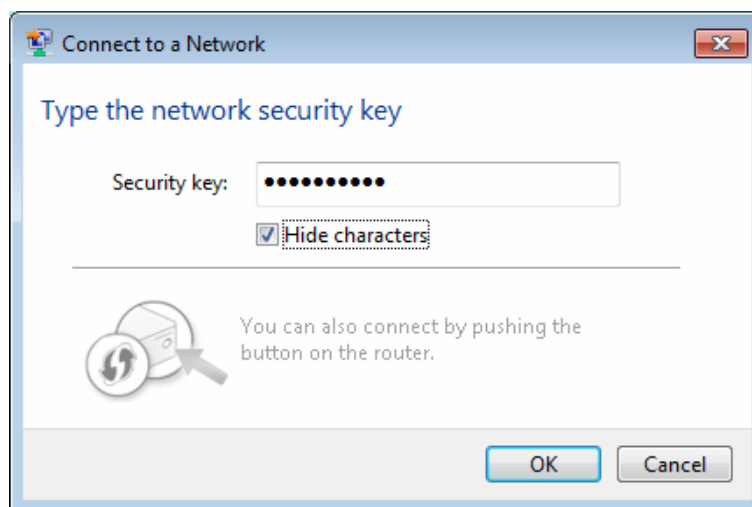 Connect to a Network
Type the network security key
Security key: ••••••••••
Hide characters
You can also connect by pushing the
button on the router.
OK Cancel